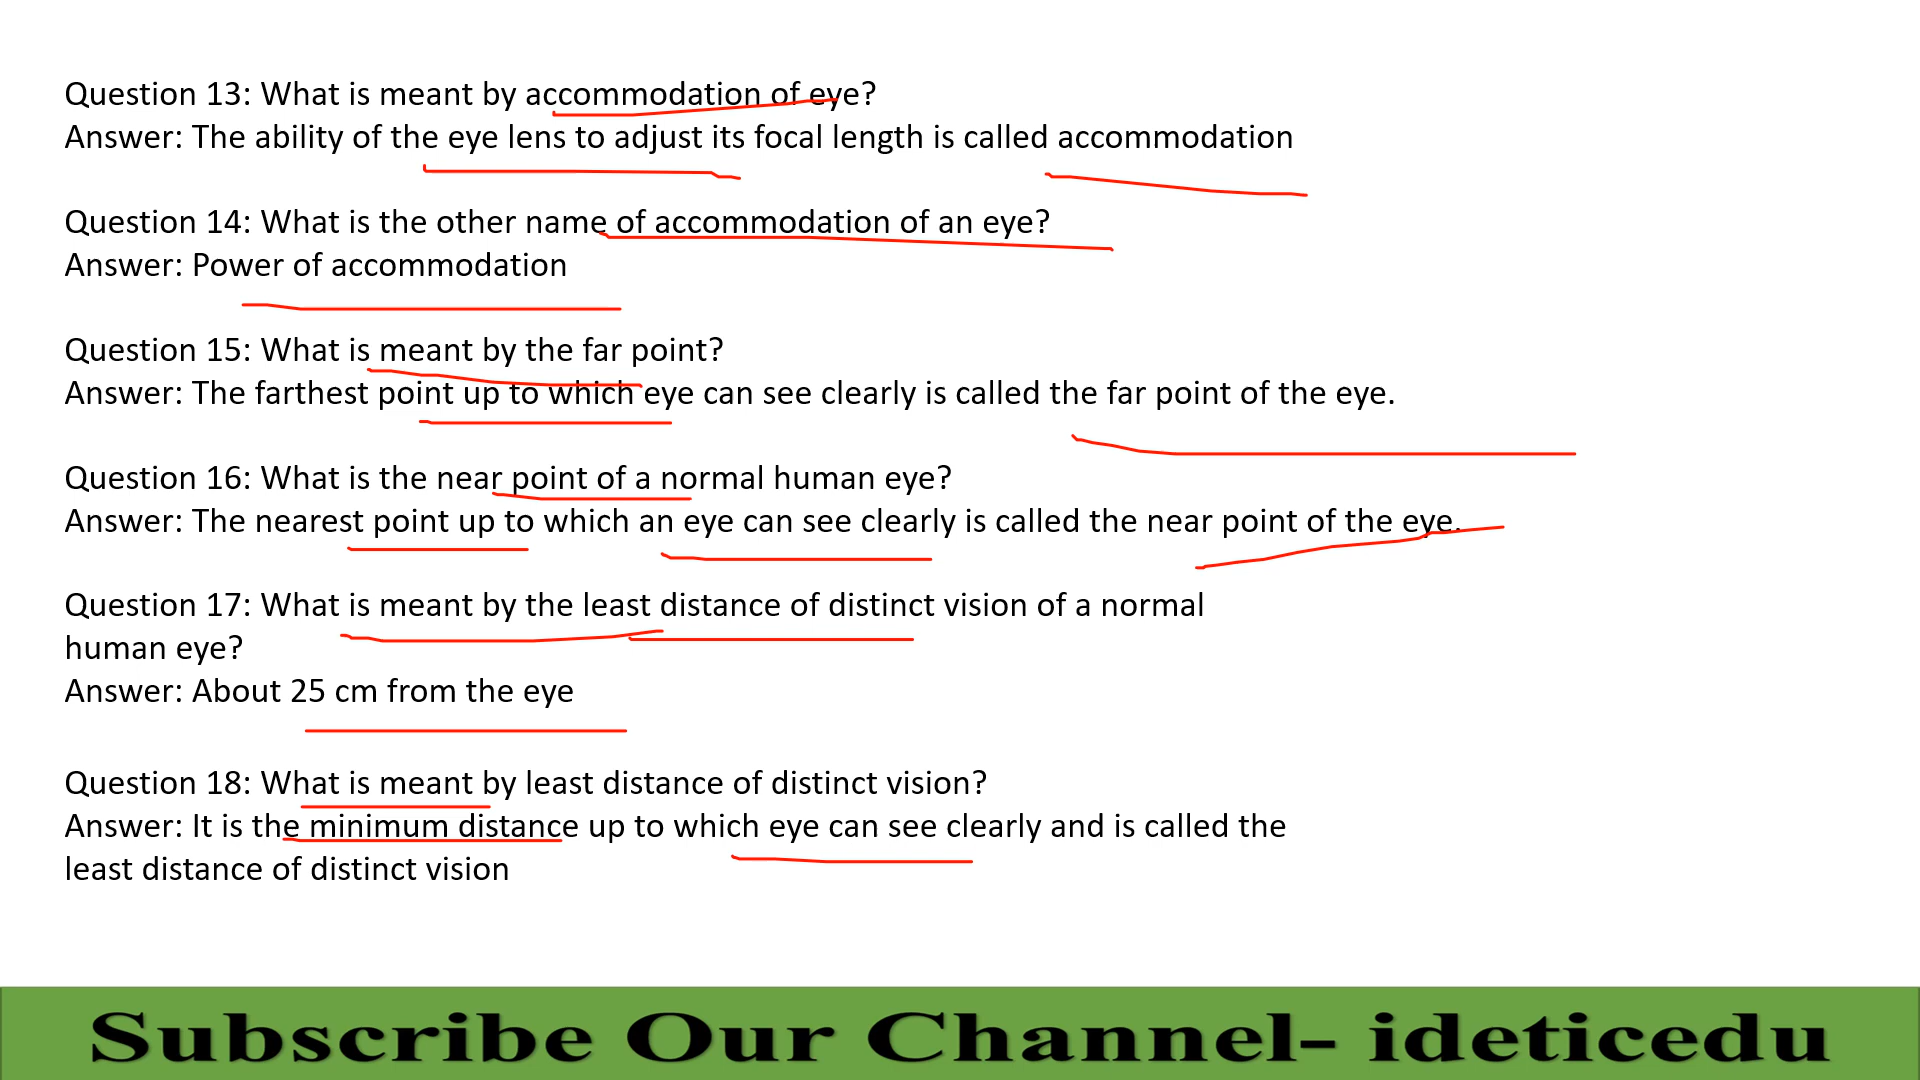 Question 13: What is meant by accommodation of eye?
Answer: The ability of the eye lens to adjust its focal length is called accommodation
Question 14: What is the other name of accommodation of an eye?
Answer: Power of accommodation
Question 15: What is meant by the far point?
Answer: The farthest point up to which eye can see clearly is called the far point of the eye.
Question 16: What is the near point of a normal human eye?
Answer: The nearest point up to which an eye can see clearly is called the near point of the eye.
Question 17: What is meant by the least distance of distinct vision of a normal
human eye?
Answer: About 25 cm from the eye
Question 18: What is meant by least distance of distinct vision?
Answer: It is the minimum distance up to which eye can see clearly and is called the
least distance of distinct vision
Subscribe Our Channel- ideticedu